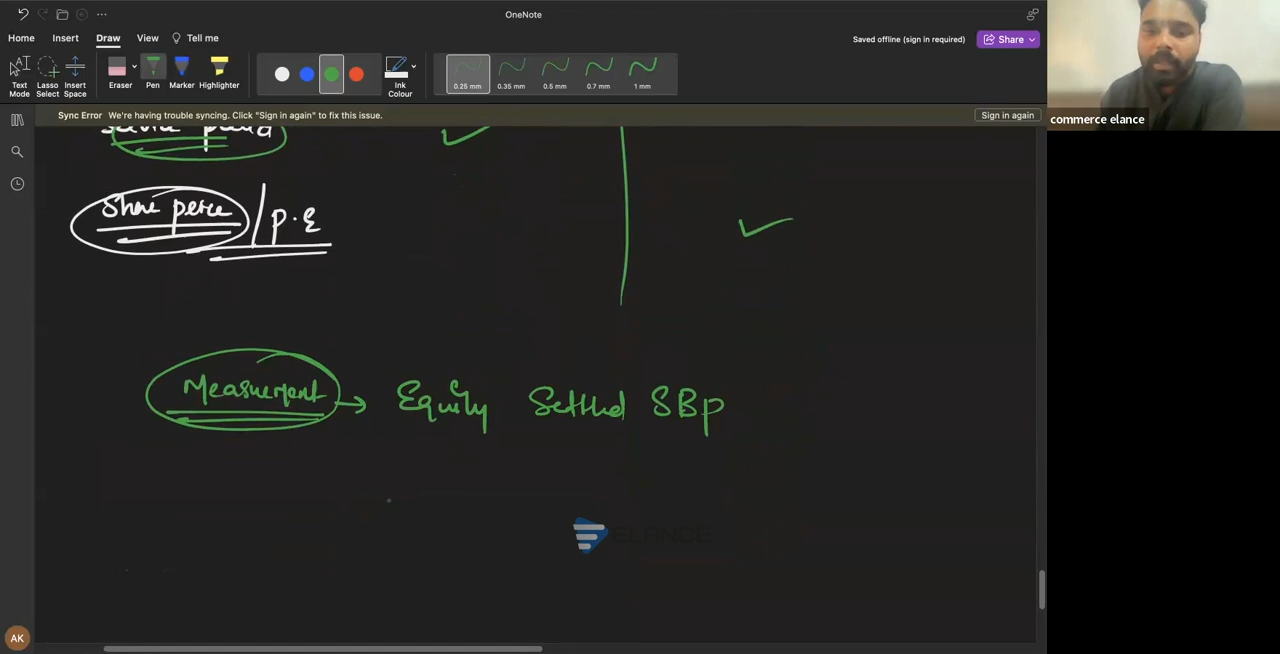 OneNote
Home Insert Draw View Tell me
Saved offline (sign in required) Share
Text Mode
Lasso Select
Insert Space
Eraser Pen Marker Highlighter
Ink Colour
0.25 mm 0.35 mm 0.5 mm 0.7 mm 1 mm
commerce elance
Sync Error We're having trouble syncing. Click "Sign in again" to fix this issue. Sign in again
Share / P.E
Measurement → Equity Settled SBP
ELANCE
AK